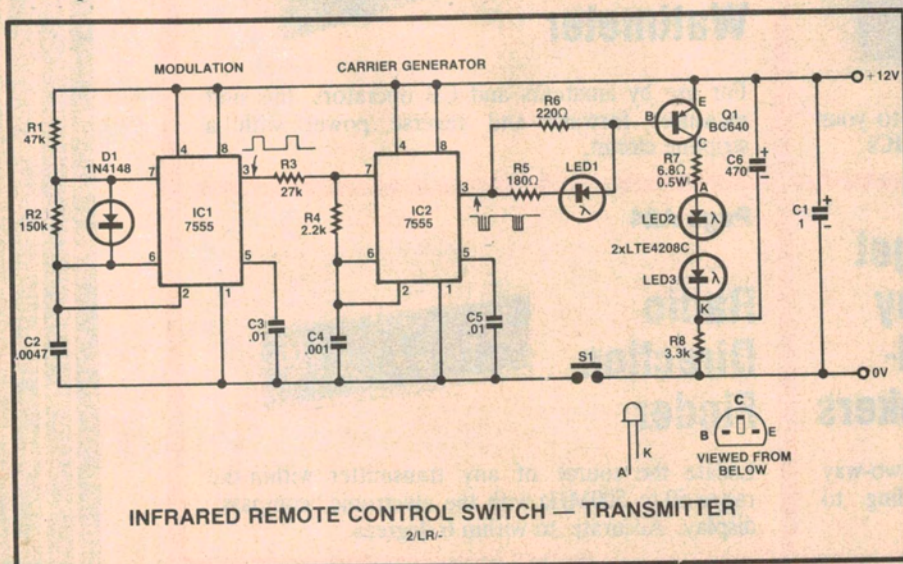 MODULATION
CARRIER GENERATOR
+12V
R1
47k
D1
1N4148
R2
150k
C2
.0047
4
8
7
3
IC1
7555
6
5
2
1
C3
.01
R3
27k
R4
2.2k
C4
.001
4
8
7
3
IC2
7555
6
5
2
1
C5
.01
R5
180Ω
R6
220Ω
LED1
λ
B
E
C
Q1
BC640
R7
6.8Ω
0.5W
A
LED2
λ
2xLTE4208C
LED3
λ
K
R8
3.3k
C6
470
+
−
C1
1
+
−
S1
0V
K
A
C
B
E
VIEWED FROM
BELOW
INFRARED REMOTE CONTROL SWITCH – TRANSMITTER
2/LR/-